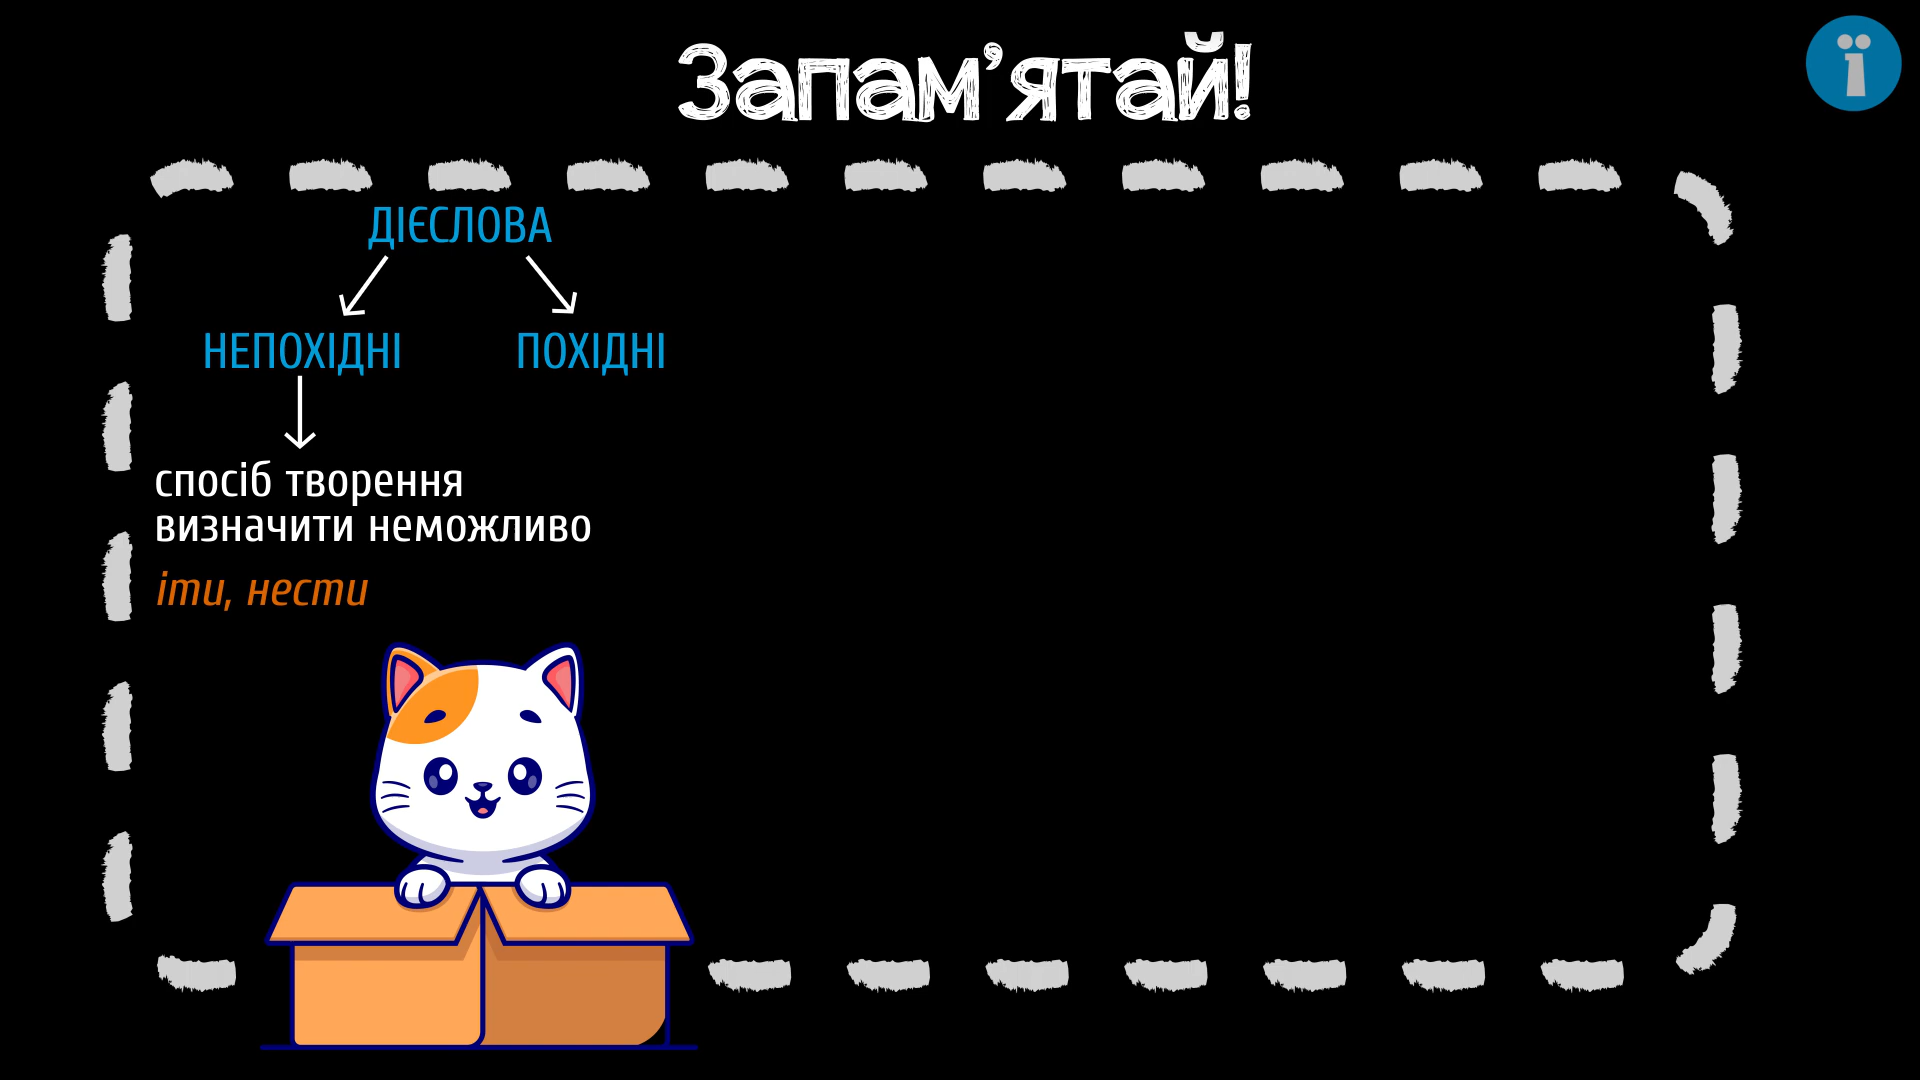 Запам’ятай!
ї
ДІЄСЛОВА
НЕПОХІДНІ ПОХІДНІ
спосіб творення
визначити неможливо
іти, нести